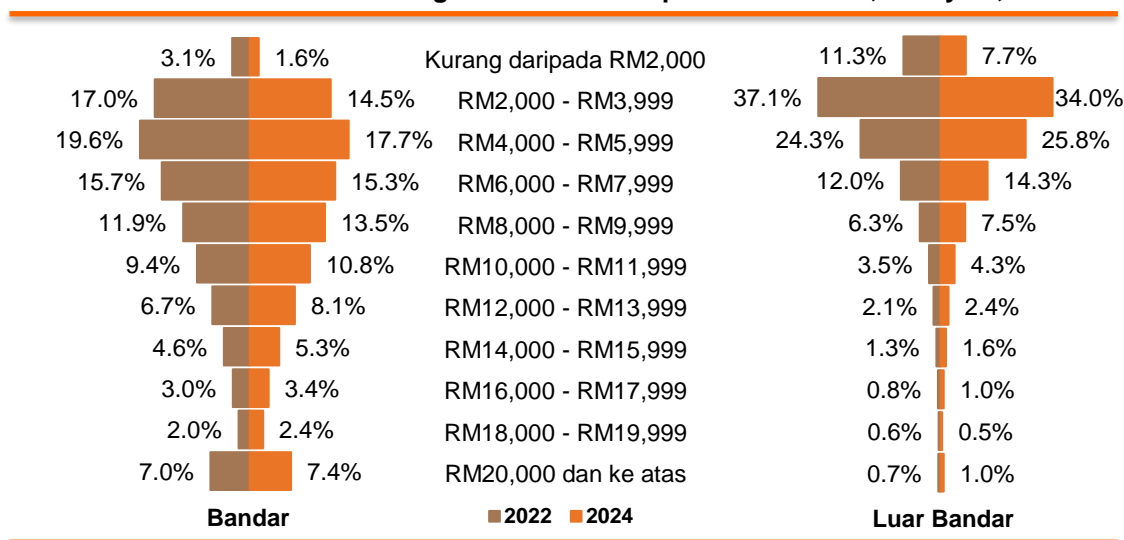 3.1% 1.6% Kurang daripada RM2,000 11.3% 7.7%
17.0% 14.5% RM2,000 - RM3,999 37.1% 34.0%
19.6% 17.7% RM4,000 - RM5,999 24.3% 25.8%
15.7% 15.3% RM6,000 - RM7,999 12.0% 14.3%
11.9% 13.5% RM8,000 - RM9,999 6.3% 7.5%
9.4% 10.8% RM10,000 - RM11,999 3.5% 4.3%
6.7% 8.1% RM12,000 - RM13,999 2.1% 2.4%
4.6% 5.3% RM14,000 - RM15,999 1.3% 1.6%
3.0% 3.4% RM16,000 - RM17,999 0.8% 1.0%
2.0% 2.4% RM18,000 - RM19,999 0.6% 0.5%
7.0% 7.4% RM20,000 dan ke atas 0.7% 1.0%
Bandar 2022 2024 Luar Bandar